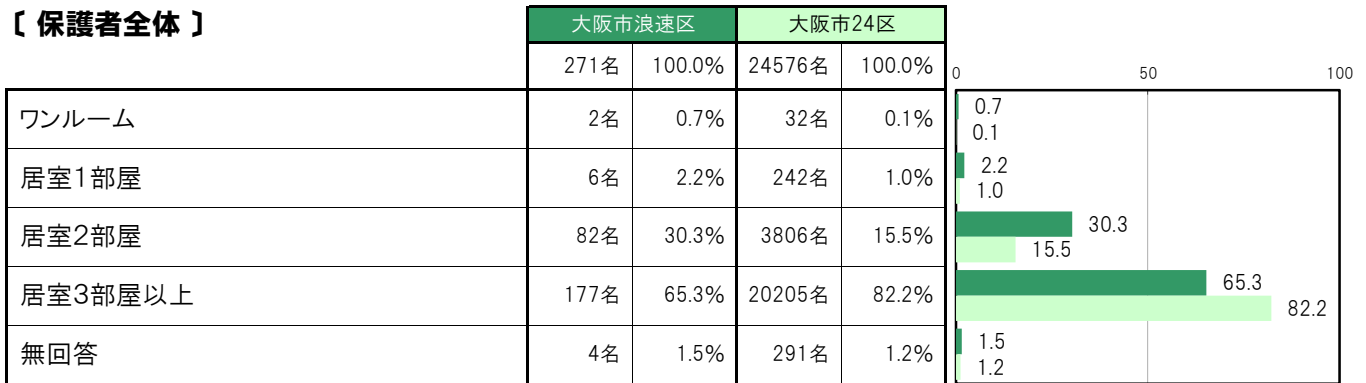 〔 保護者全体 〕
大阪市浪速区 大阪市24区
271名 100.0% 24576名 100.0%
0 50 100
ワンルーム 2名 0.7% 32名 0.1%
0.7
0.1
居室1部屋 6名 2.2% 242名 1.0%
2.2
1.0
居室2部屋 82名 30.3% 3806名 15.5%
30.3
15.5
居室3部屋以上 177名 65.3% 20205名 82.2%
65.3
82.2
無回答 4名 1.5% 291名 1.2%
1.5
1.2